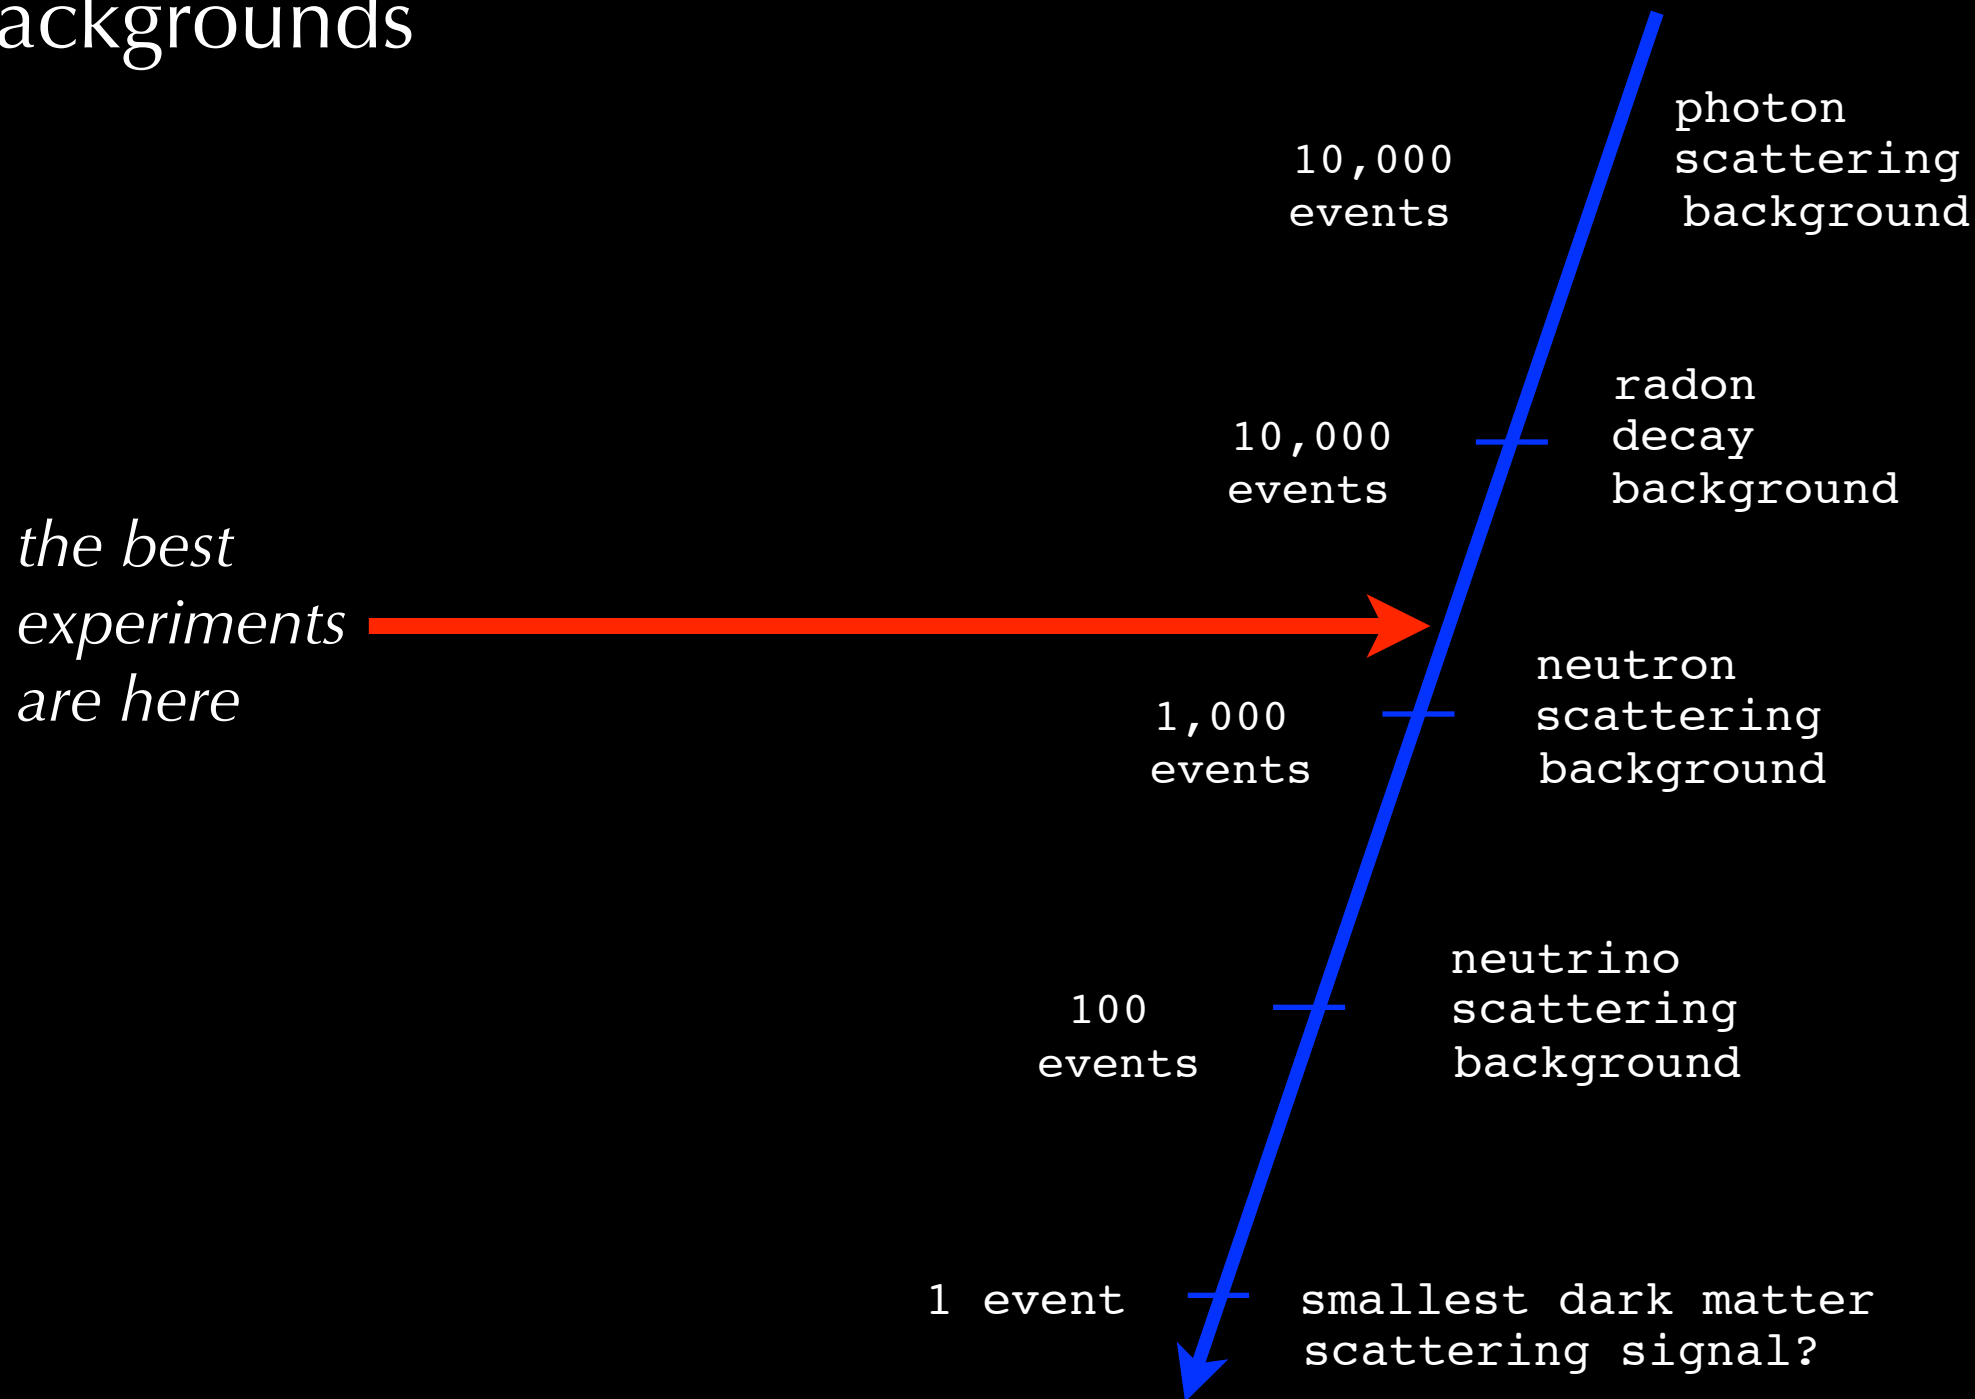 ackgrounds
10,000
events
photon
scattering
background
10,000
events
radon
decay
background
the best
experiments
are here
1,000
events
neutron
scattering
background
100
events
neutrino
scattering
background
1 event
smallest dark matter
scattering signal?